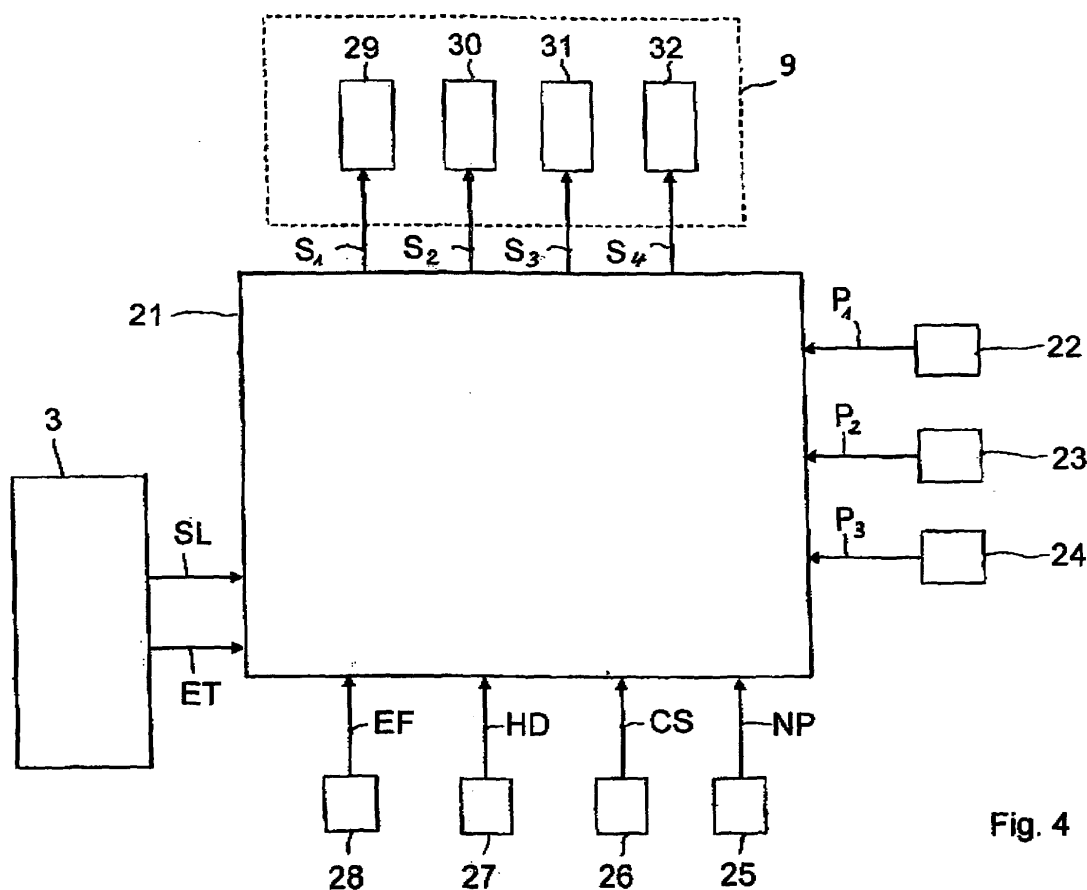 29 30 31 32 9
S₁ S₂ S₃ S₄
21
P₁ 22
3
P₂ 23
P₃ 24
SL
ET
EF HD CS NP
28 27 26 25
Fig. 4